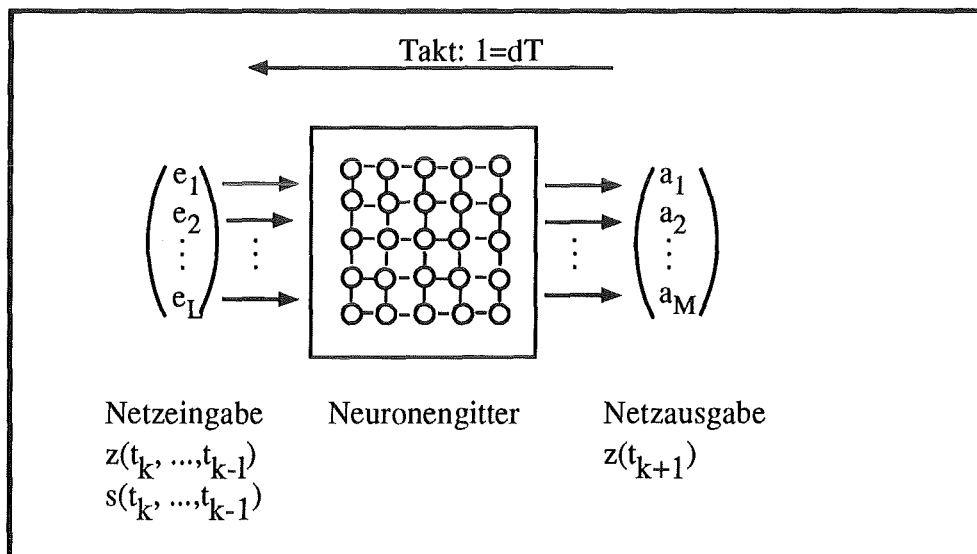 Takt: 1=dT
e1
e2
⋮
eL
⋮
⋮
a1
a2
⋮
aM
Netzeingabe
Neuronengitter
Netzausgabe
z(tk, ...,tk-l)
z(tk+1)
s(tk, ...,tk-1)